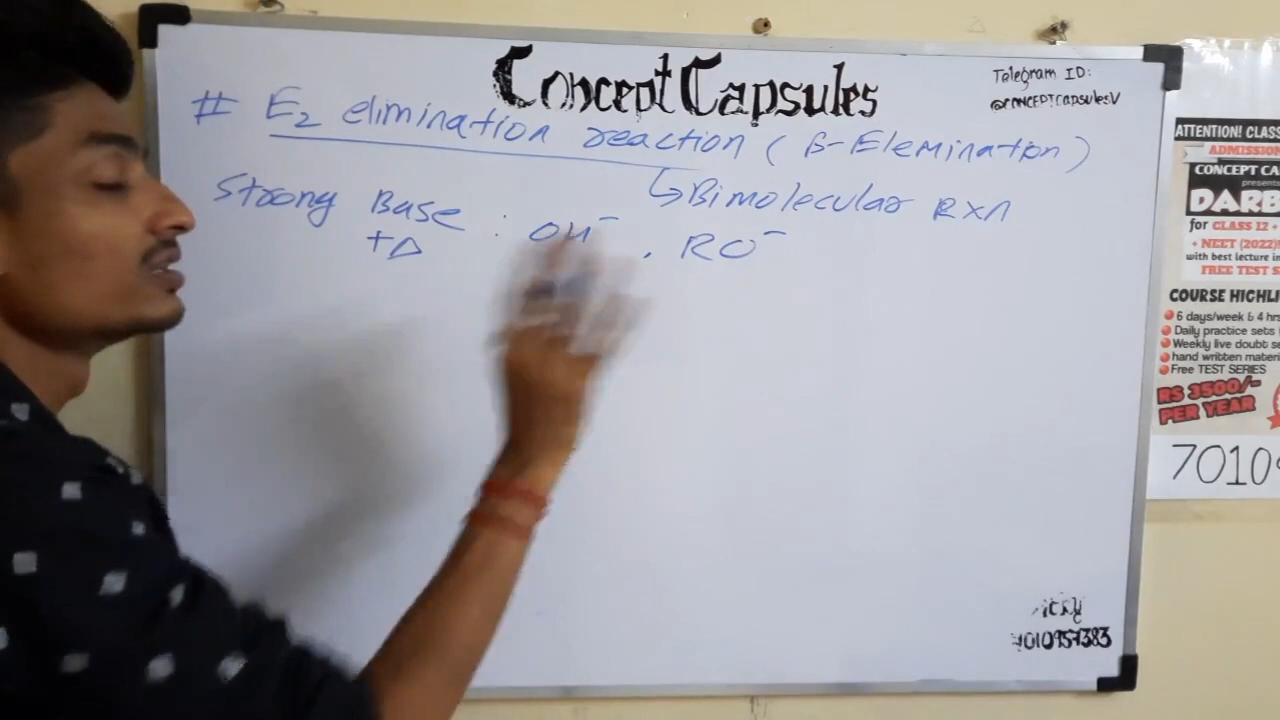 Concept Capsules
Telegram ID:
@CONCEPTCapsulesV
# E₂ elimination reaction (β-Elemination)
↳Bimolecular RXn
Strong Base : OH⁻, RO⁻
+Δ
ATTENTION! CLASS
ADMISSION
CONCEPT CA
presents
DARB
for CLASS 12 +
+ NEET (2022)
with best lecture in
FREE TEST S
COURSE HIGHLI
6 days/week & 4 hrs
Daily practice sets
Weekly live doubt se
hand written materi
Free TEST SERIES
RS 3500/-
PER YEAR
7010
7010957383